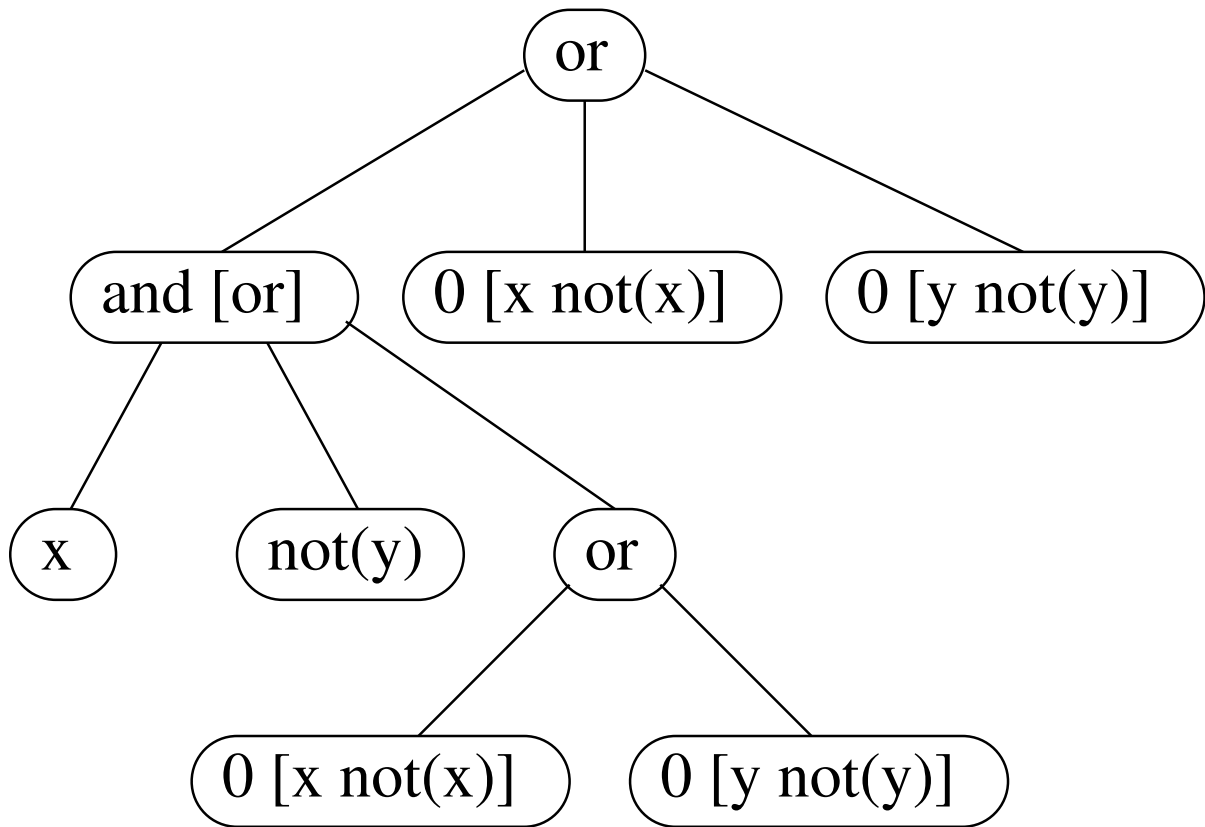 or
and [or]
0 [x not(x)]
0 [y not(y)]
x
not(y)
or
0 [x not(x)]
0 [y not(y)]